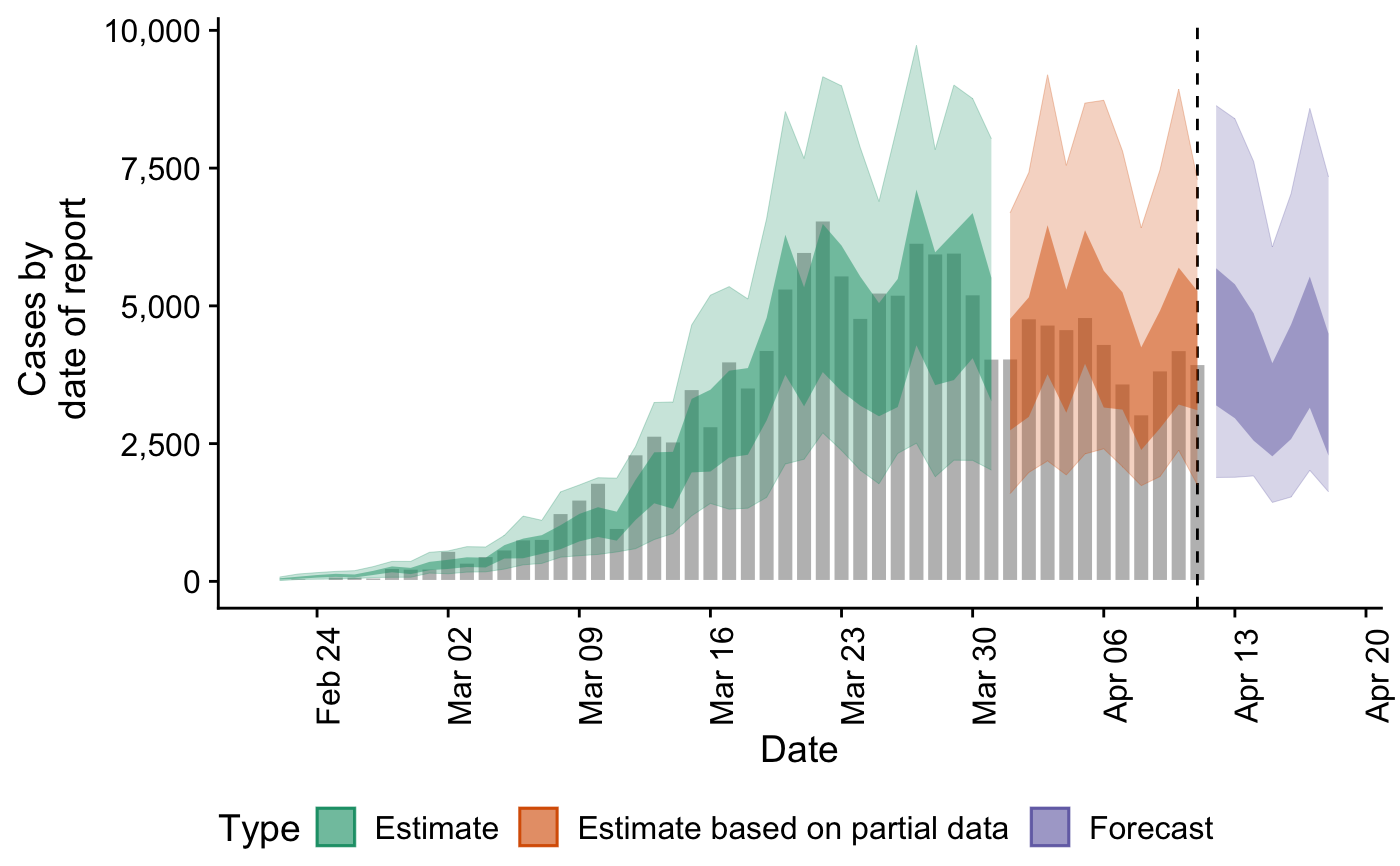 10,000
7,500
5,000
2,500
0
Cases by
date of report
Feb 24
Mar 02
Mar 09
Mar 16
Mar 23
Mar 30
Apr 06
Apr 13
Apr 20
Date
Type Estimate Estimate based on partial data Forecast